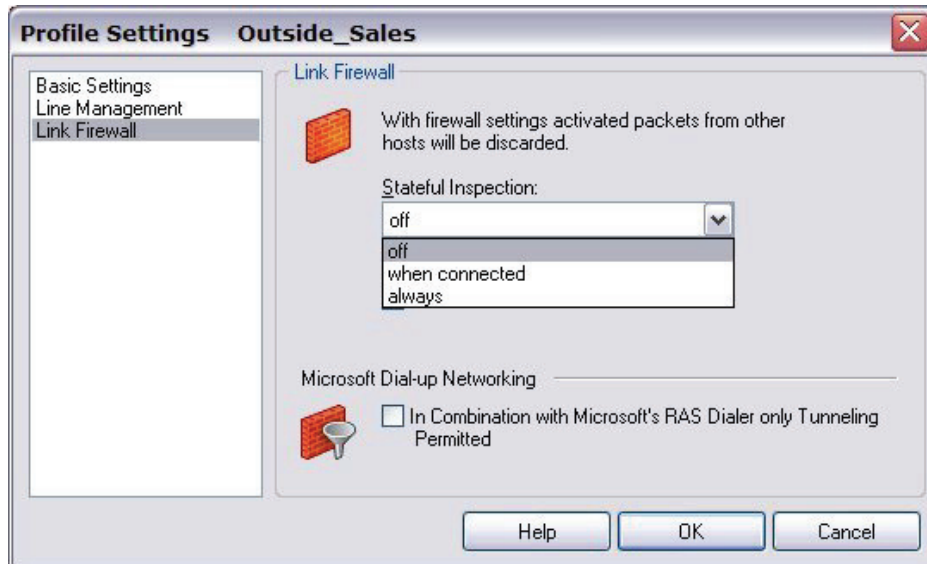 Profile Settings Outside_Sales
Basic Settings
Line Management
Link Firewall
Link Firewall
With firewall settings activated packets from other
hosts will be discarded.
Stateful Inspection:
off
off
when connected
always
Microsoft Dial-up Networking
In Combination with Microsoft's RAS Dialer only Tunneling
Permitted
Help
OK
Cancel